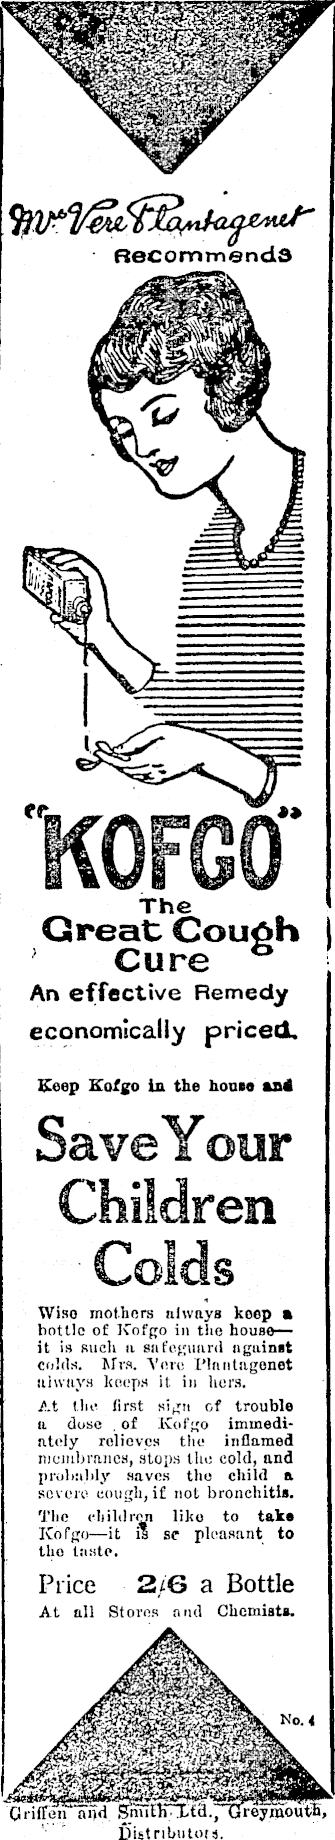 Mrs Vere Plantagenet
Recommends
"KOFGO"
The
Great Cough
Cure
An effective Remedy
economically priced.
Keep Kofgo in the house and
Save Your
Children
Colds
Wise mothers always keep a
bottle of Kofgo in the house—
it is such a safeguard against
colds. Mrs. Vere Plantagenet
always keeps it in hers.
At the first sign of trouble
a dose of Kofgo immedi-
ately relieves the inflamed
membranes, stops the cold, and
probably saves the child a
severe cough, if not bronchitis.
The children like to take
Kofgo—it is so pleasant to
the taste.
Price 2/6 a Bottle
At all Stores and Chemists.
No. 4
Griffen and Smith Ltd., Greymouth,
Distributors.